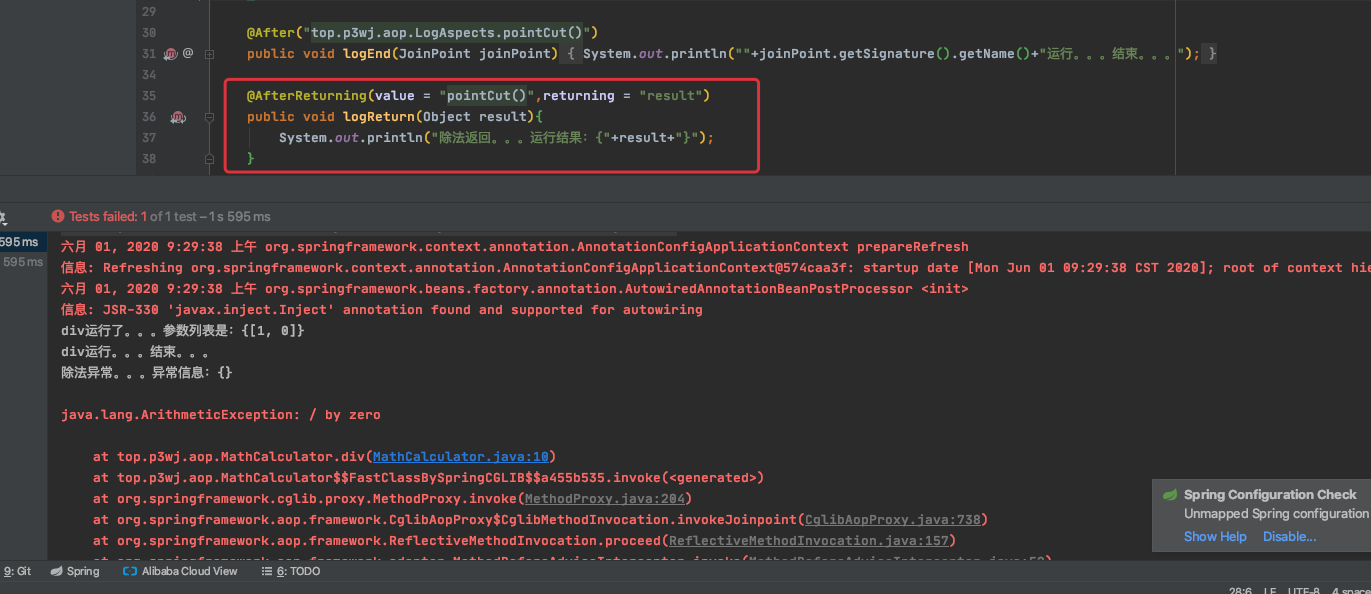 29
30 @After("top.p3wj.aop.LogAspects.pointCut()")
31 @ public void logEnd(JoinPoint joinPoint) { System.out.println(""+joinPoint.getSignature().getName()+"运行。。。结束。。。"); }
34
35 @AfterReturning(value = "pointCut()",returning = "result")
36 public void logReturn(Object result){
37 System.out.println("除法返回。。。运行结果：{"+result+"}");
38 }
Tests failed: 1 of 1 test – 1 s 595 ms
595 ms
595 ms
六月 01, 2020 9:29:38 上午 org.springframework.context.annotation.AnnotationConfigApplicationContext prepareRefresh
信息: Refreshing org.springframework.context.annotation.AnnotationConfigApplicationContext@574caa3f: startup date [Mon Jun 01 09:29:38 CST 2020]; root of context hie
六月 01, 2020 9:29:38 上午 org.springframework.beans.factory.annotation.AutowiredAnnotationBeanPostProcessor <init>
信息: JSR-330 'javax.inject.Inject' annotation found and supported for autowiring
div运行了。。。参数列表是：{[1, 0]}
div运行。。。结束。。。
除法异常。。。异常信息：{}
java.lang.ArithmeticException: / by zero
at top.p3wj.aop.MathCalculator.div(MathCalculator.java:10)
at top.p3wj.aop.MathCalculator$$FastClassBySpringCGLIB$$a455b535.invoke(<generated>)
at org.springframework.cglib.proxy.MethodProxy.invoke(MethodProxy.java:204)
at org.springframework.aop.framework.CglibAopProxy$CglibMethodInvocation.invokeJoinpoint(CglibAopProxy.java:738)
at org.springframework.aop.framework.ReflectiveMethodInvocation.proceed(ReflectiveMethodInvocation.java:157)
at org.springframework.aop.framework.adapter.MethodBeforeAdviceInterceptor.invoke(MethodBeforeAdviceInterceptor.java:52)
Spring Configuration Check
Unmapped Spring configuration
Show Help Disable...
9: Git Spring Alibaba Cloud View 6: TODO
28:6 LF UTF-8 4 space